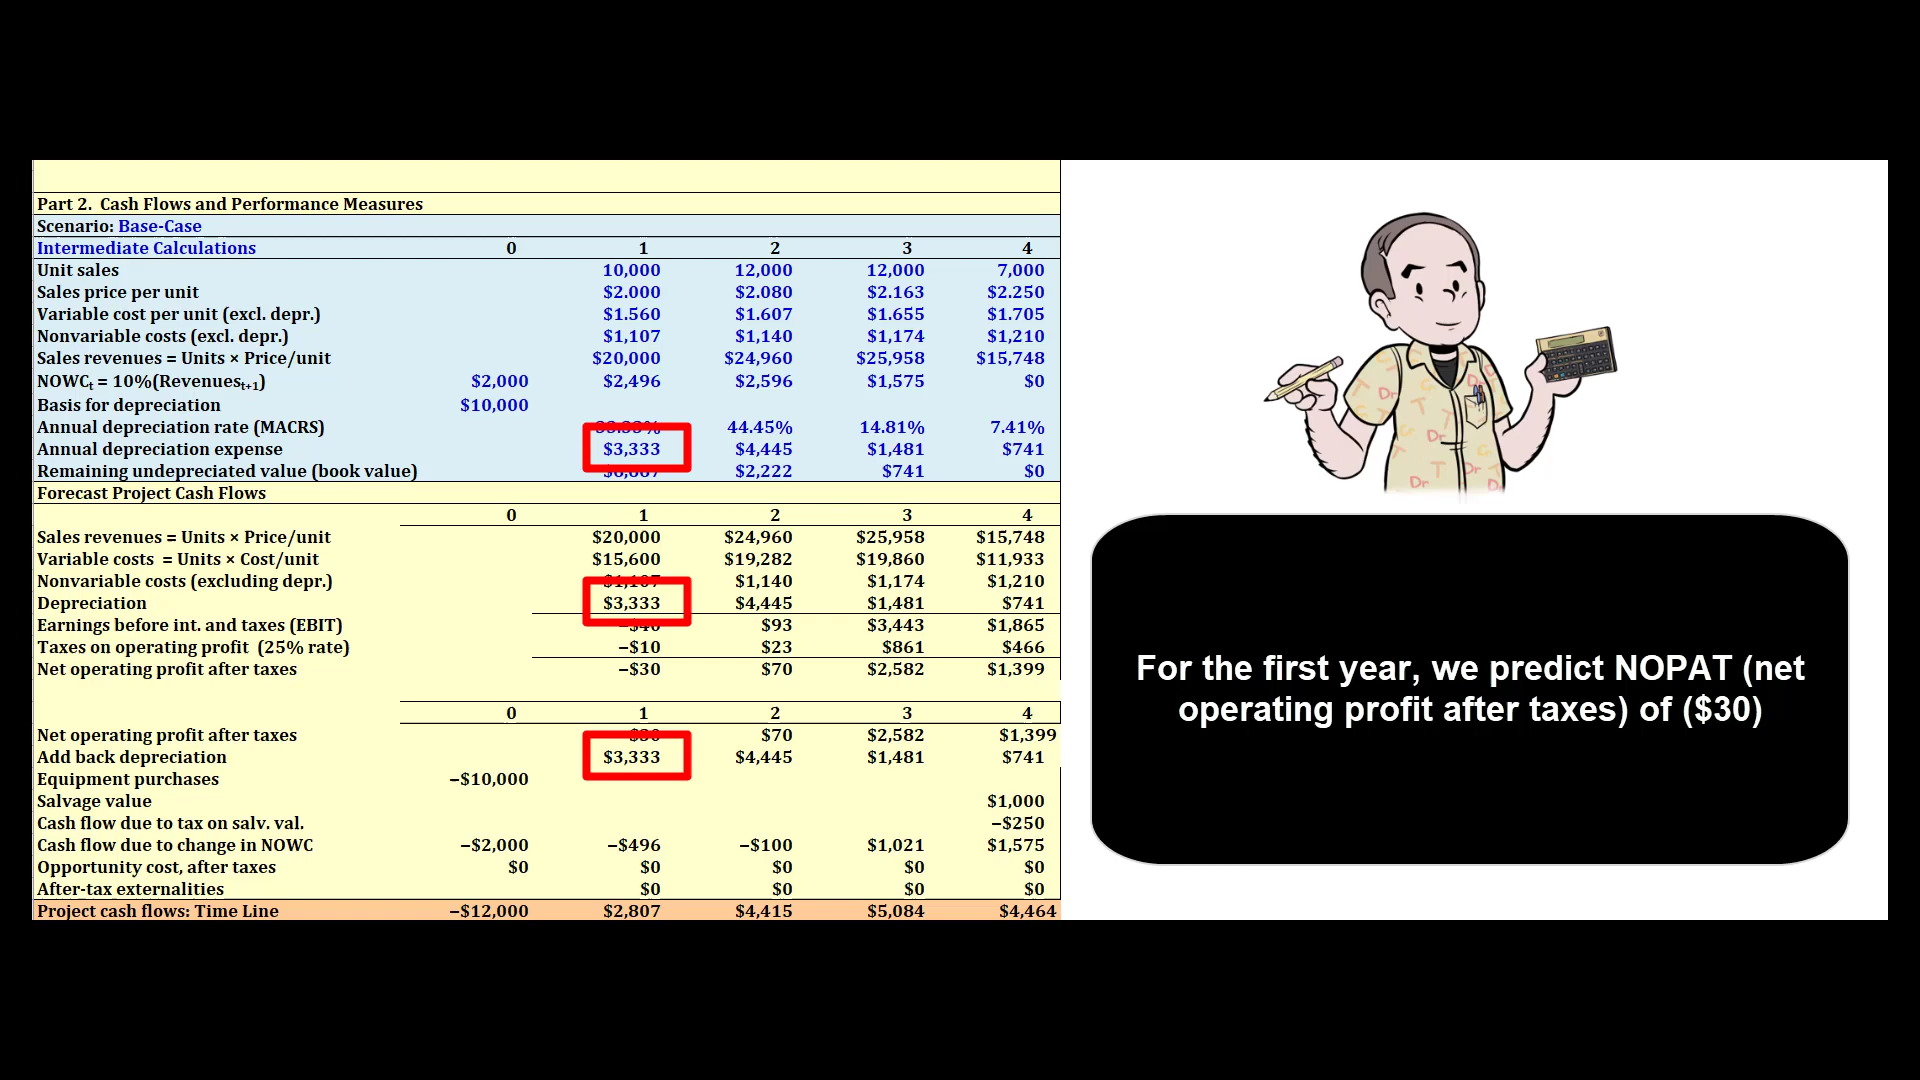 Part 2. Cash Flows and Performance Measures
Scenario: Base-Case
Intermediate Calculations 0 1 2 3 4
Unit sales 10,000 12,000 12,000 7,000
Sales price per unit $2.000 $2.080 $2.163 $2.250
Variable cost per unit (excl. depr.) $1.560 $1.607 $1.655 $1.705
Nonvariable costs (excl. depr.) $1,107 $1,140 $1,174 $1,210
Sales revenues = Units × Price/unit $20,000 $24,960 $25,958 $15,748
NOWCt = 10%(Revenuest+1) $2,000 $2,496 $2,596 $1,575 $0
Basis for depreciation $10,000
Annual depreciation rate (MACRS) 44.45% 14.81% 7.41%
Annual depreciation expense $3,333 $4,445 $1,481 $741
Remaining undepreciated value (book value) $2,222 $741 $0
Forecast Project Cash Flows
0 1 2 3 4
Sales revenues = Units × Price/unit $20,000 $24,960 $25,958 $15,748
Variable costs = Units × Cost/unit $15,600 $19,282 $19,860 $11,933
Nonvariable costs (excluding depr.) $1,107 $1,140 $1,174 $1,210
Depreciation $3,333 $4,445 $1,481 $741
Earnings before int. and taxes (EBIT) −$40 $93 $3,443 $1,865
Taxes on operating profit (25% rate) −$10 $23 $861 $466
Net operating profit after taxes −$30 $70 $2,582 $1,399
0 1 2 3 4
Net operating profit after taxes $70 $2,582 $1,399
Add back depreciation $3,333 $4,445 $1,481 $741
Equipment purchases −$10,000
Salvage value $1,000
Cash flow due to tax on salv. val. −$250
Cash flow due to change in NOWC −$2,000 −$496 −$100 $1,021 $1,575
Opportunity cost, after taxes $0 $0 $0 $0 $0
After-tax externalities $0 $0 $0 $0
Project cash flows: Time Line −$12,000 $2,807 $4,415 $5,084 $4,464
For the first year, we predict NOPAT (net
operating profit after taxes) of ($30)